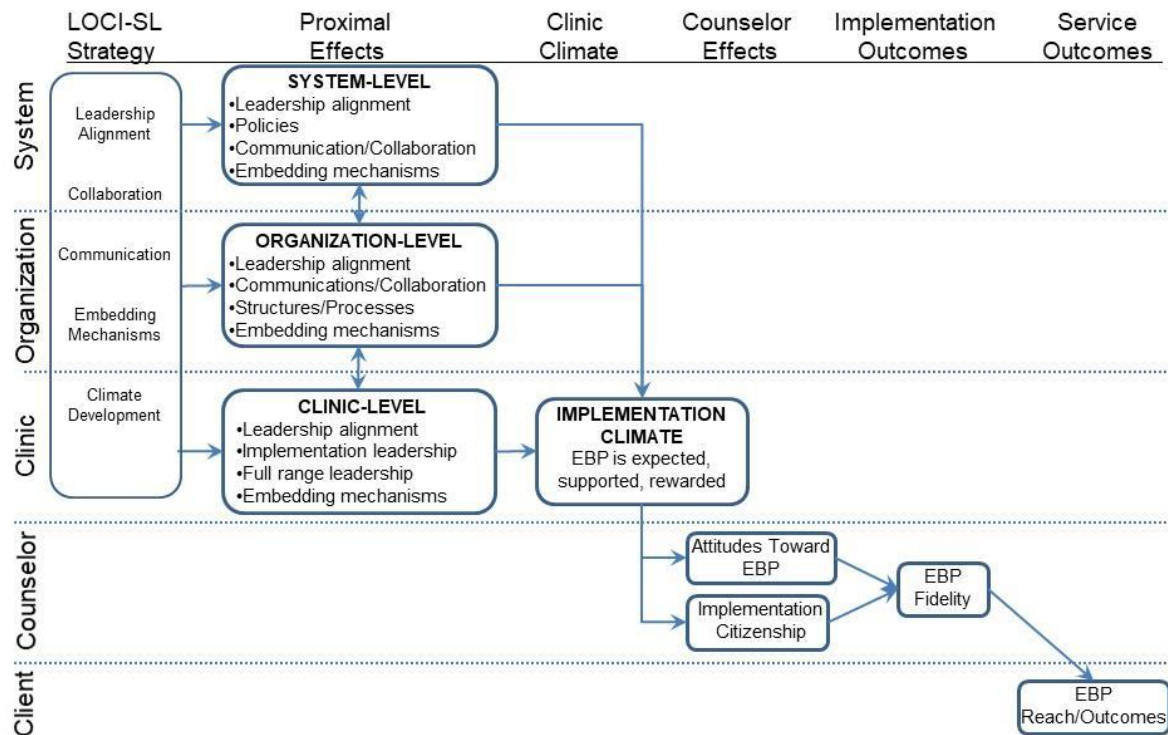 LOCI-SL
Strategy
Proximal
Effects
Clinic
Climate
Counselor
Effects
Implementation
Outcomes
Service
Outcomes
System
Organization
Clinic
Counselor
Client
Leadership
Alignment
Collaboration
Communication
Embedding
Mechanisms
Climate
Development
SYSTEM-LEVEL
•Leadership alignment
•Policies
•Communication/Collaboration
•Embedding mechanisms
ORGANIZATION-LEVEL
•Leadership alignment
•Communications/Collaboration
•Structures/Processes
•Embedding mechanisms
CLINIC-LEVEL
•Leadership alignment
•Implementation leadership
•Full range leadership
•Embedding mechanisms
IMPLEMENTATION
CLIMATE
EBP is expected,
supported, rewarded
Attitudes Toward
EBP
Implementation
Citizenship
EBP
Fidelity
EBP
Reach/Outcomes